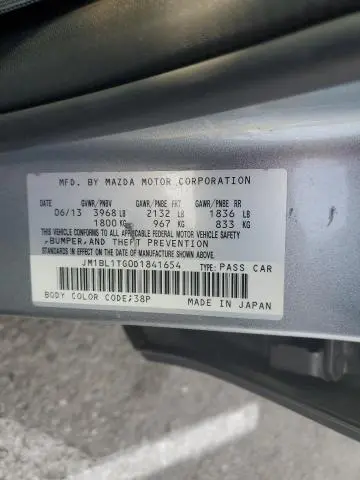 MFD. BY MAZDA MOTOR CORPORATION
DATE GVWR/PNBV GAWR/PNBE FRT GAWR/PNBE RR
06/13 3968 LB 2132 LB 1836 LB
1800 KG 967 KG 833 KG
THIS VEHICLE CONFORMS TO ALL
APPLICABLE FEDERAL MOTOR VEHICLE SAFETY
,BUMPER,AND THEFT PREVENTION
STANDARDS IN EFFECT ON THE DATE OF MANUFACTURE SHOWN ABOVE.
JM1BL1TG0D1841654 TYPE: PASS CAR
BODY COLOR CODE;38P MADE IN JAPAN